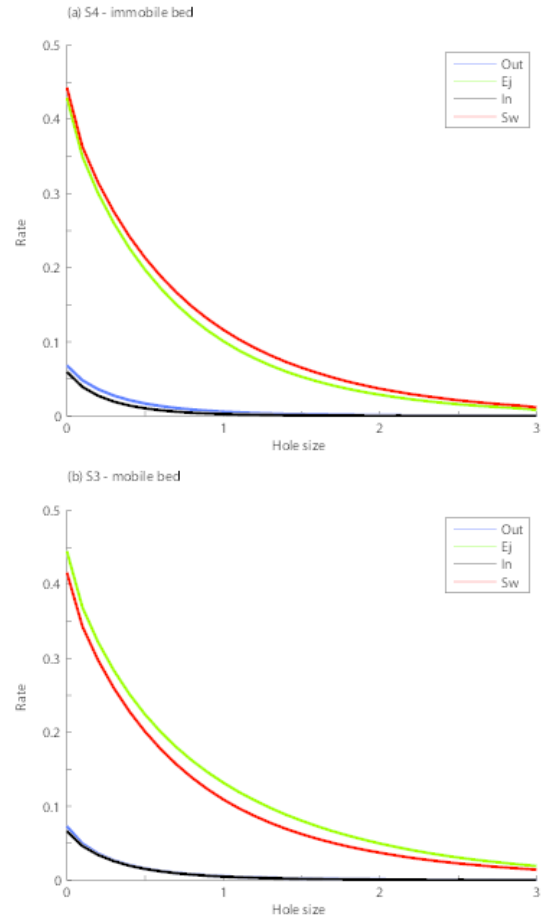 (a) S4 - immobile bed
0.5
0.4
0.3
0.2
0.1
0
Rate
Out
Ej
In
Sw
0 1 2 3
Hole size
(b) S3 - mobile bed
0.5
0.4
0.3
0.2
0.1
0
Rate
Out
Ej
In
Sw
0 1 2 3
Hole size